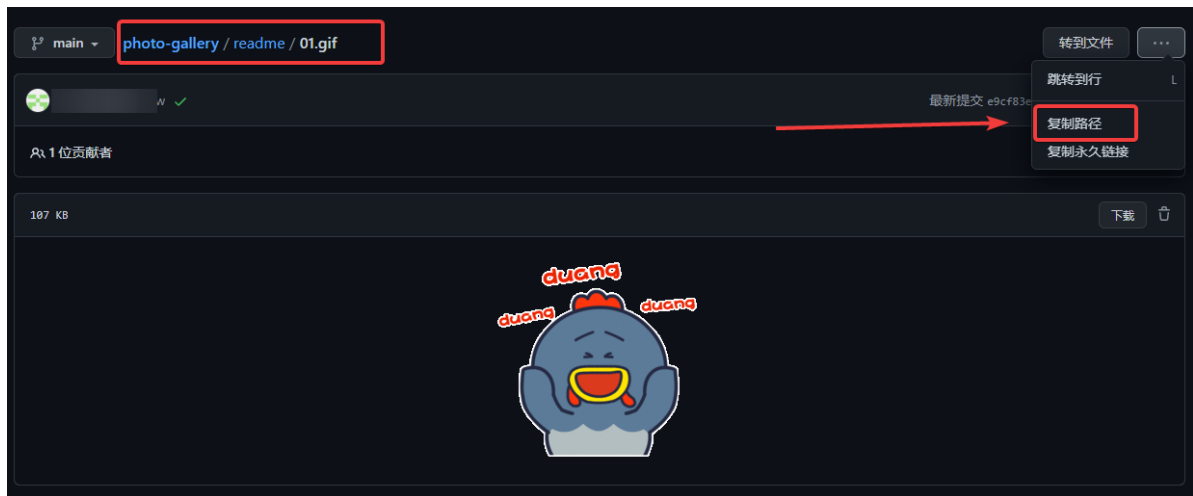 main photo-gallery / readme / 01.gif 转到文件 ...
跳转到行 L
w 最新提交 e9cf83e
复制路径
1 位贡献者
复制永久链接
107 KB 下载
duang
duang
duang